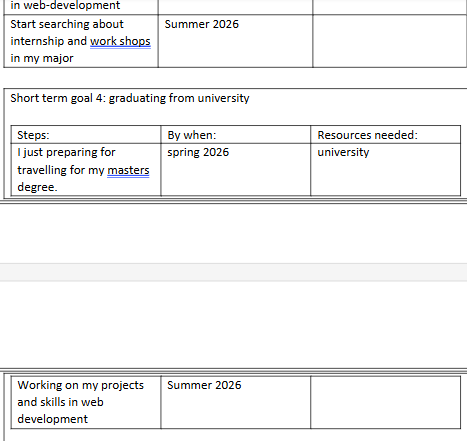 in web-development
Start searching about
internship and work shops
in my major
Summer 2026
Short term goal 4: graduating from university
Steps:
By when:
Resources needed:
I just preparing for
travelling for my masters
degree.
spring 2026
university
Working on my projects
and skills in web
development
Summer 2026